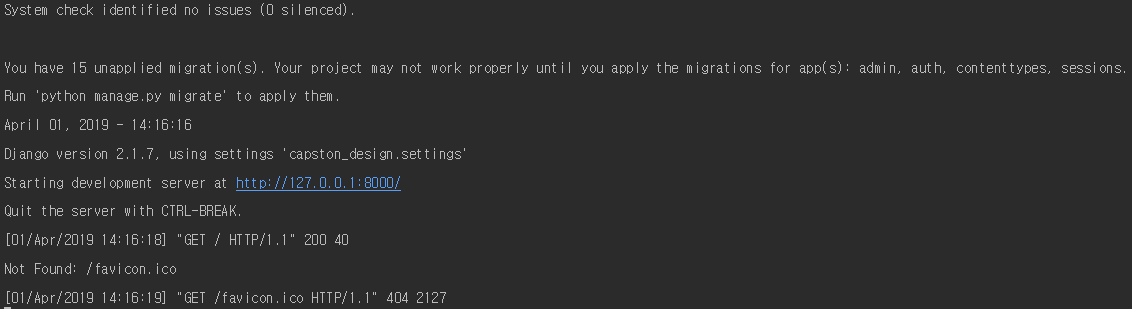 System check identified no issues (0 silenced).
You have 15 unapplied migration(s). Your project may not work properly until you apply the migrations for app(s): admin, auth, contenttypes, sessions.
Run 'python manage.py migrate' to apply them.
April 01, 2019 - 14:16:16
Django version 2.1.7, using settings 'capston_design.settings'
Starting development server at http://127.0.0.1:8000/
Quit the server with CTRL-BREAK.
[01/Apr/2019 14:16:18] "GET / HTTP/1.1" 200 40
Not Found: /favicon.ico
[01/Apr/2019 14:16:19] "GET /favicon.ico HTTP/1.1" 404 2127